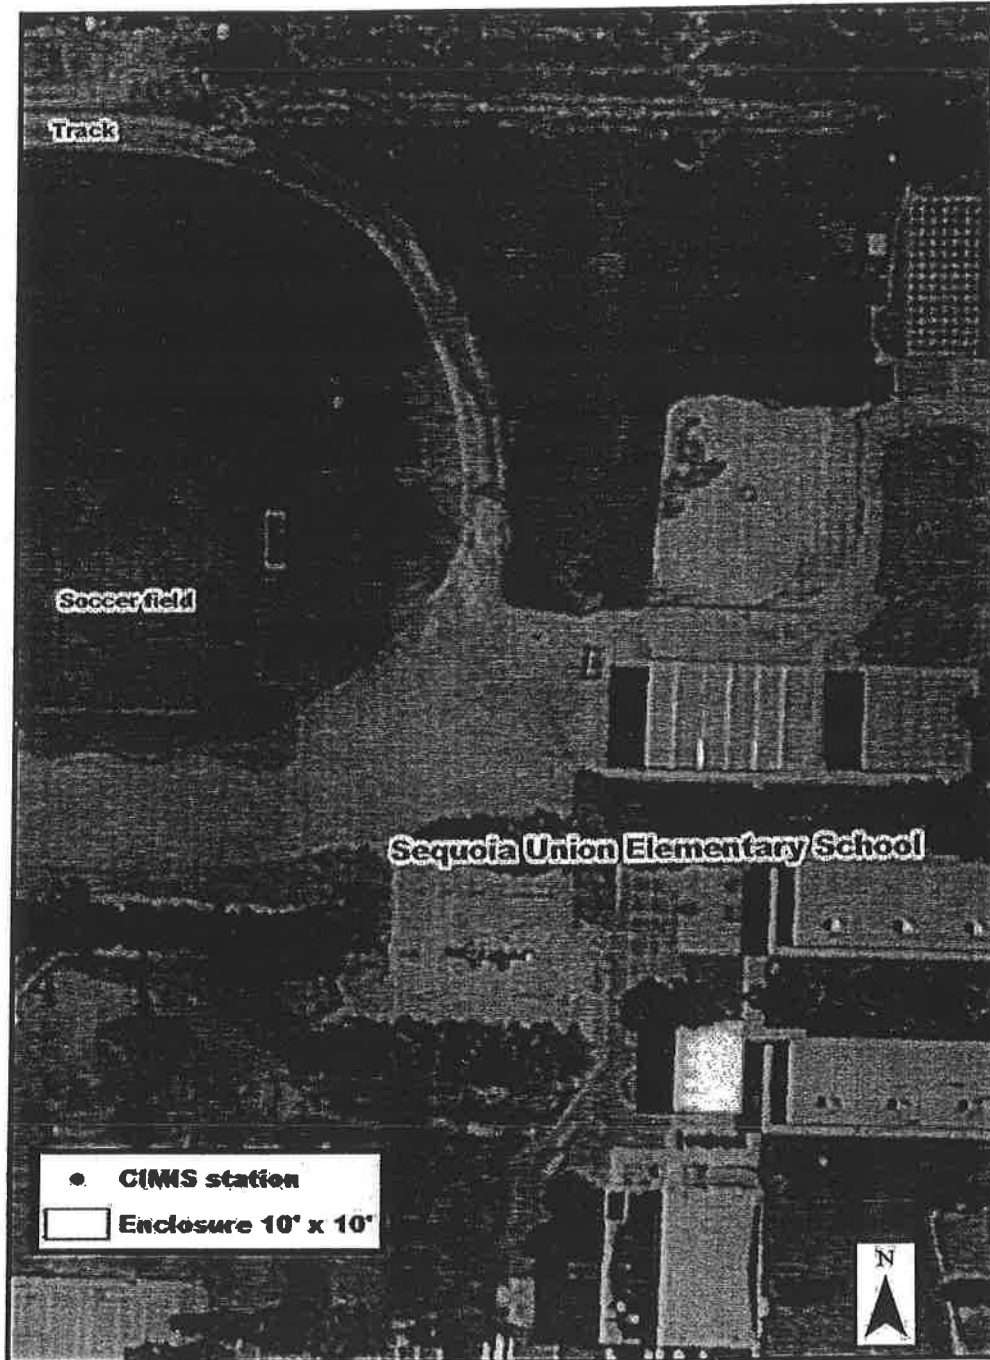 Track
Soccer field
Sequoia Union Elementary School
CIMIS station
Enclosure 10' x 10'
N